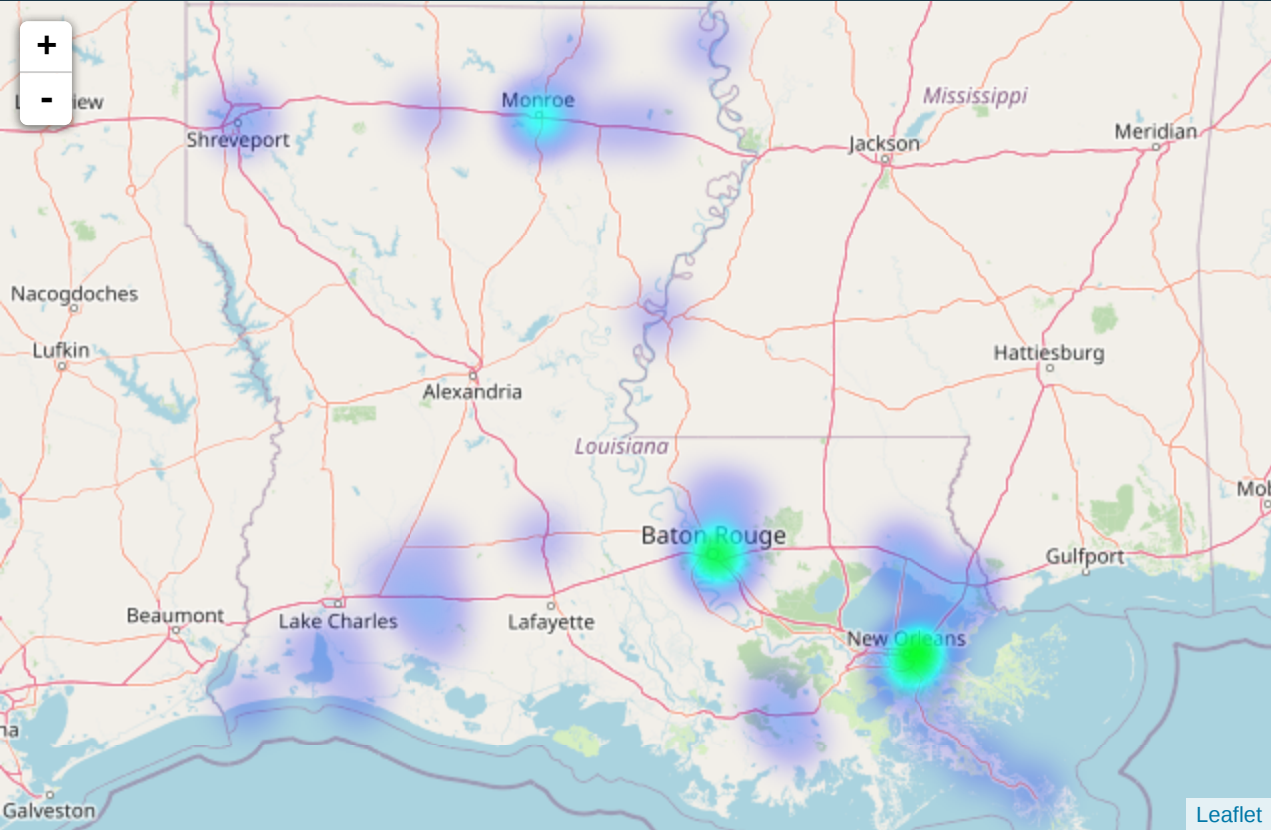 +
-
Monroe
Mississippi
Shreveport
Jackson
Meridian
Nacogdoches
Lufkin
Alexandria
Hattiesburg
Louisiana
Baton Rouge
Gulfport
Beaumont
Lake Charles
Lafayette
New Orleans
Galveston
Leaflet